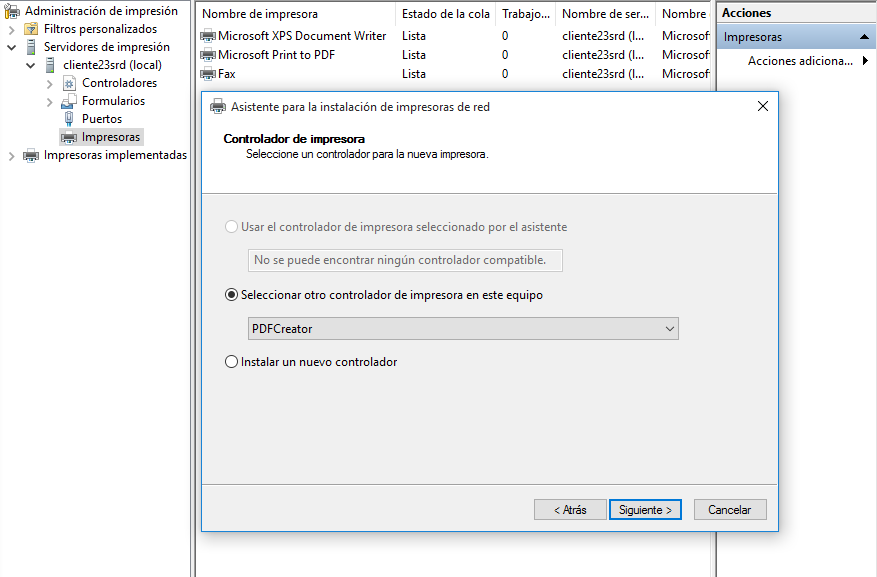 Administración de impresión
Filtros personalizados
Servidores de impresión
cliente23srd (local)
Controladores
Formularios
Puertos
Impresoras
Impresoras implementadas
Nombre de impresora Estado de la cola Trabajo... Nombre de ser... Nombre
Microsoft XPS Document Writer Lista 0 cliente23srd (l... Microsof
Microsoft Print to PDF Lista 0 cliente23srd (l... Microsof
Fax Lista 0 cliente23srd (l... Microsof
Acciones
Impresoras
Acciones adiciona...
Asistente para la instalación de impresoras de red
Controlador de impresora
Seleccione un controlador para la nueva impresora.
Usar el controlador de impresora seleccionado por el asistente
No se puede encontrar ningún controlador compatible.
Seleccionar otro controlador de impresora en este equipo
PDFCreator
Instalar un nuevo controlador
< Atrás Siguiente > Cancelar